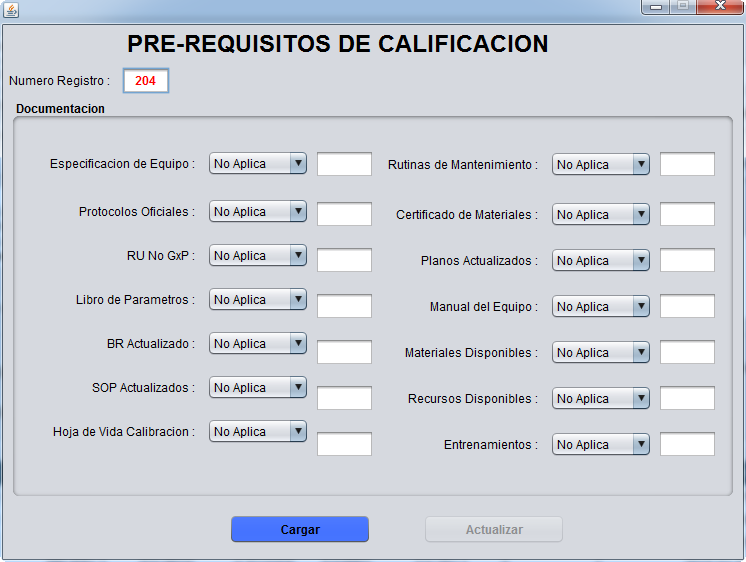 PRE-REQUISITOS DE CALIFICACION
Numero Registro : 204
Documentacion
Especificacion de Equipo : No Aplica
Rutinas de Mantenimiento : No Aplica
Protocolos Oficiales : No Aplica
Certificado de Materiales : No Aplica
RU No GxP : No Aplica
Planos Actualizados : No Aplica
Libro de Parametros : No Aplica
Manual del Equipo : No Aplica
BR Actualizado : No Aplica
Materiales Disponibles : No Aplica
SOP Actualizados : No Aplica
Recursos Disponibles : No Aplica
Hoja de Vida Calibracion : No Aplica
Entrenamientos : No Aplica
Cargar
Actualizar